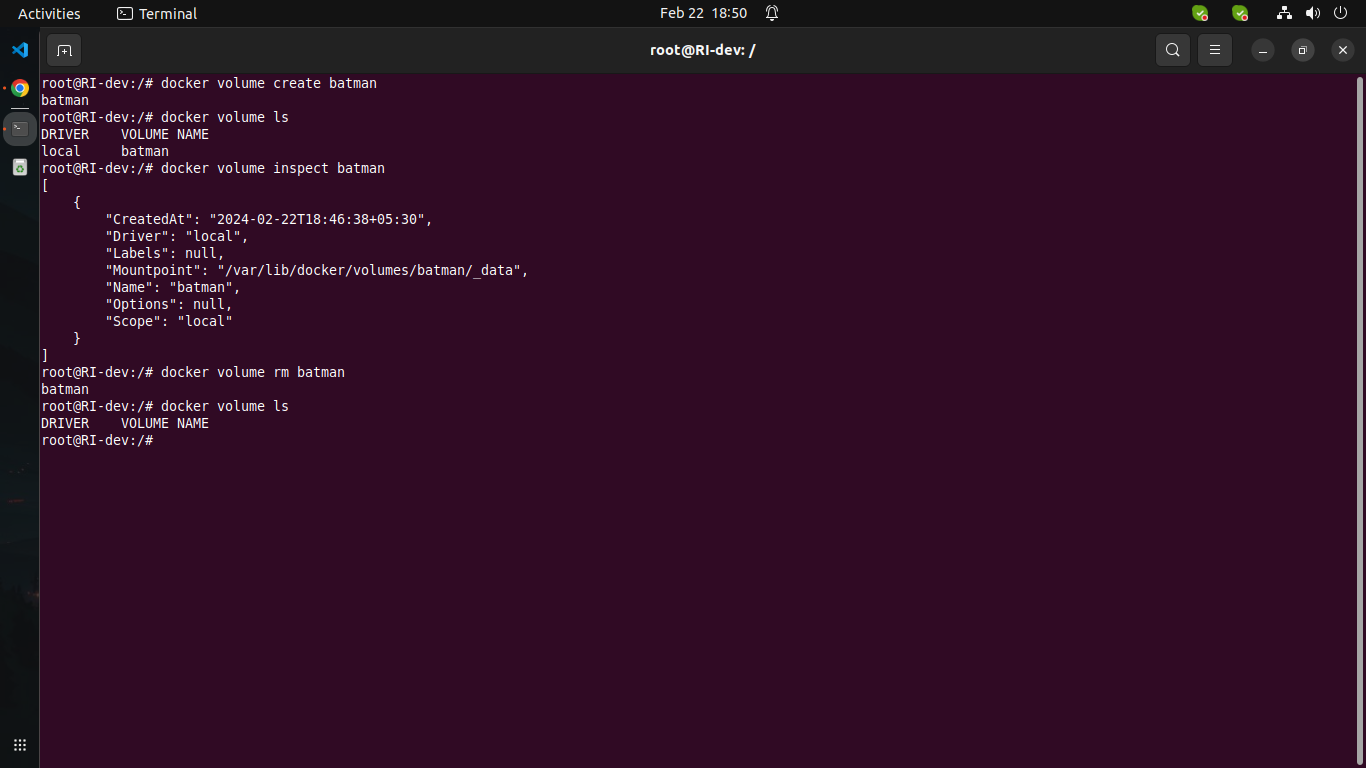 Activities
Terminal
Feb 22 18:50
root@RI-dev: /
root@RI-dev:/# docker volume create batman
batman
root@RI-dev:/# docker volume ls
DRIVER    VOLUME NAME
local     batman
root@RI-dev:/# docker volume inspect batman
[
    {
        "CreatedAt": "2024-02-22T18:46:38+05:30",
        "Driver": "local",
        "Labels": null,
        "Mountpoint": "/var/lib/docker/volumes/batman/_data",
        "Name": "batman",
        "Options": null,
        "Scope": "local"
    }
]
root@RI-dev:/# docker volume rm batman
batman
root@RI-dev:/# docker volume ls
DRIVER    VOLUME NAME
root@RI-dev:/#